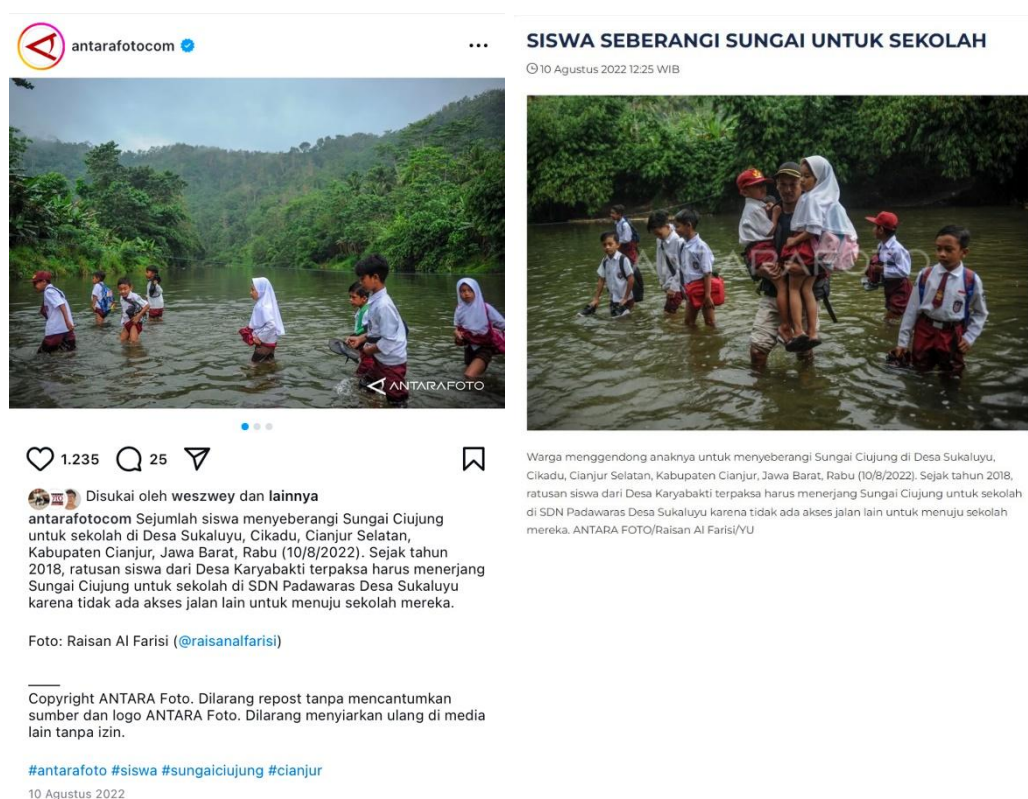 antarafotocom
ANTARAFOTO
1.235 25
Disukai oleh weszwey dan lainnya
antarafotocom Sejumlah siswa menyeberangi Sungai Ciujung
untuk sekolah di Desa Sukaluyu, Cikadu, Cianjur Selatan,
Kabupaten Cianjur, Jawa Barat, Rabu (10/8/2022). Sejak tahun
2018, ratusan siswa dari Desa Karyabakti terpaksa harus menerjang
Sungai Ciujung untuk sekolah di SDN Padawaras Desa Sukaluyu
karena tidak ada akses jalan lain untuk menuju sekolah mereka.
Foto: Raisan Al Farisi (@raisanalfarisi)
Copyright ANTARA Foto. Dilarang repost tanpa mencantumkan
sumber dan logo ANTARA Foto. Dilarang menyiarkan ulang di media
lain tanpa izin.
#antarafoto #siswa #sungaiciujung #cianjur
10 Agustus 2022
SISWA SEBERANGI SUNGAI UNTUK SEKOLAH
10 Agustus 2022 12:25 WIB
ANTARAFOTO
Warga menggendong anaknya untuk menyeberangi Sungai Ciujung di Desa Sukaluyu,
Cikadu, Cianjur Selatan, Kabupaten Cianjur, Jawa Barat, Rabu (10/8/2022). Sejak tahun 2018,
ratusan siswa dari Desa Karyabakti terpaksa harus menerjang Sungai Ciujung untuk sekolah
di SDN Padawaras Desa Sukaluyu karena tidak ada akses jalan lain untuk menuju sekolah
mereka. ANTARA FOTO/Raisan Al Farisi/YU